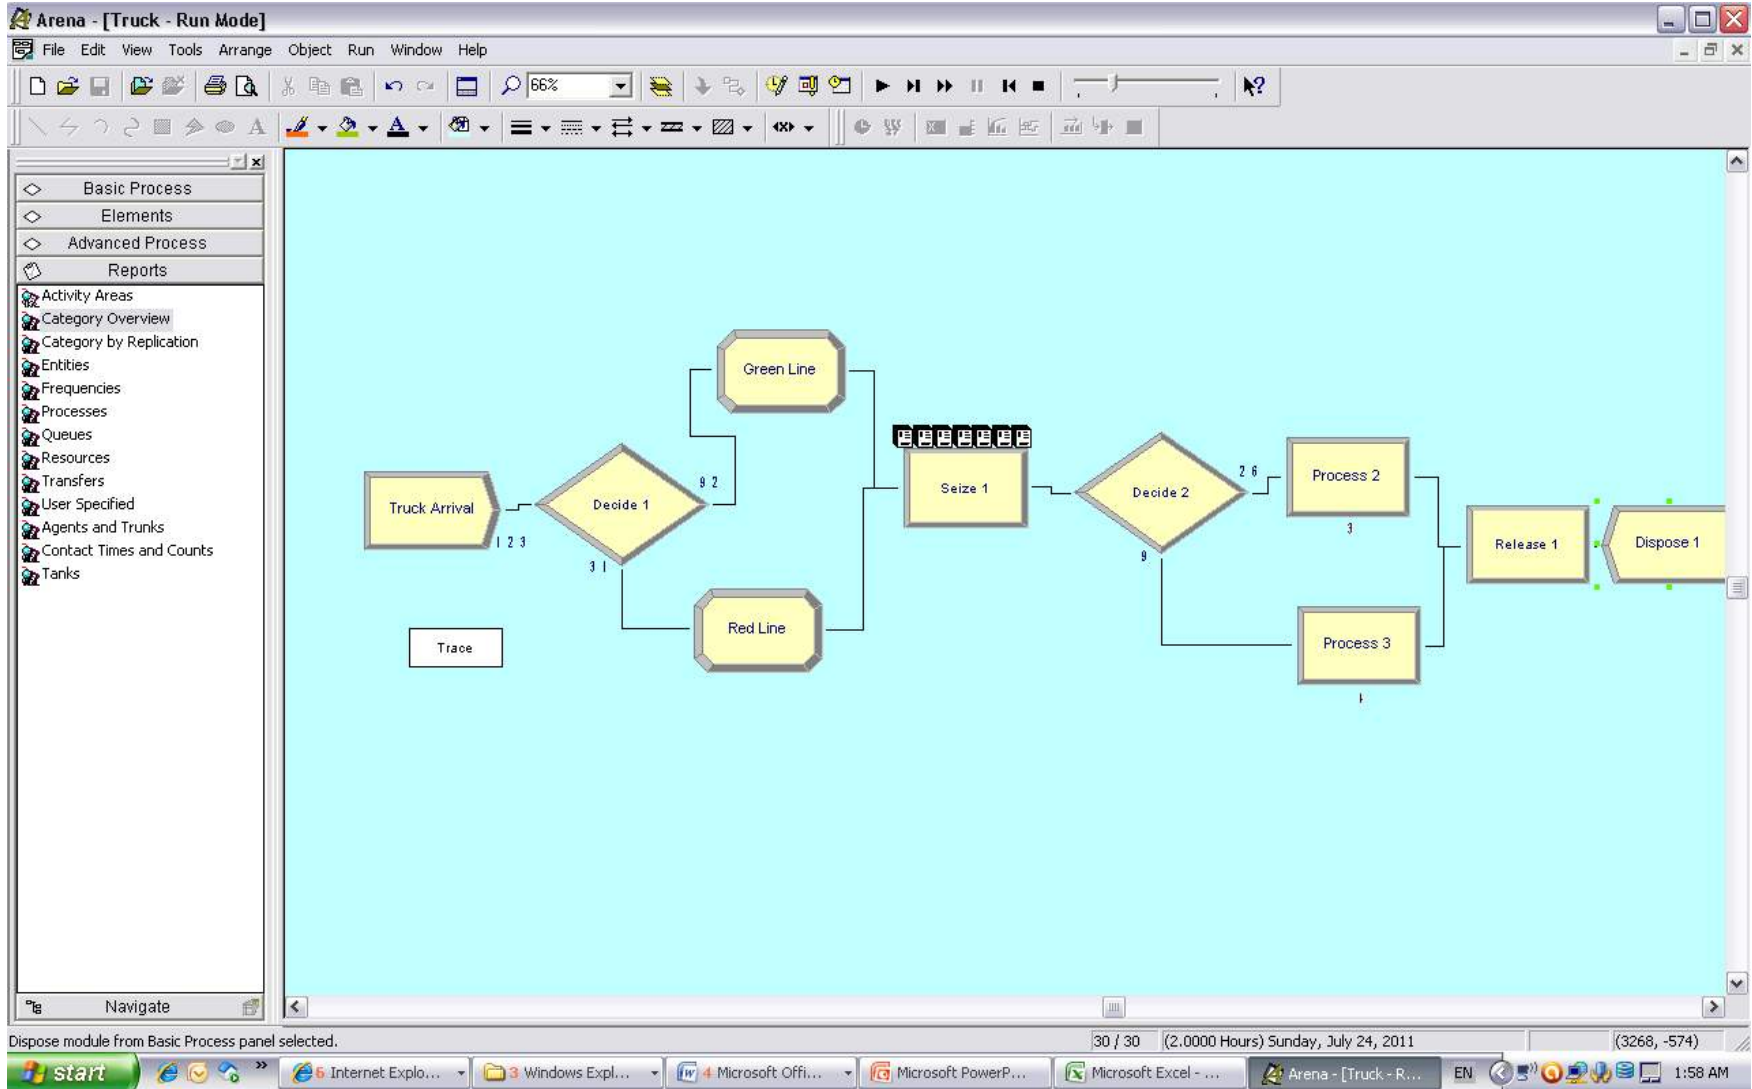 Arena - [Truck - Run Mode]
File Edit View Tools Arrange Object Run Window Help
66%
Basic Process
Elements
Advanced Process
Reports
Activity Areas
Category Overview
Category by Replication
Entities
Frequencies
Processes
Queues
Resources
Transfers
User Specified
Agents and Trunks
Contact Times and Counts
Tanks
Navigate
Green Line
Truck Arrival
1 2 3
Decide 1
9 2
3 1
Red Line
Trace
Seize 1
Decide 2
2 6
9
Process 2
3
Process 3
Release 1
Dispose 1
Dispose module from Basic Process panel selected.
30 / 30
(2.0000 Hours) Sunday, July 24, 2011
(3268, -574)
start
6 Internet Explo...
3 Windows Expl...
4 Microsoft Offi...
Microsoft PowerP...
Microsoft Excel - ...
Arena - [Truck - R...
EN
1:58 AM